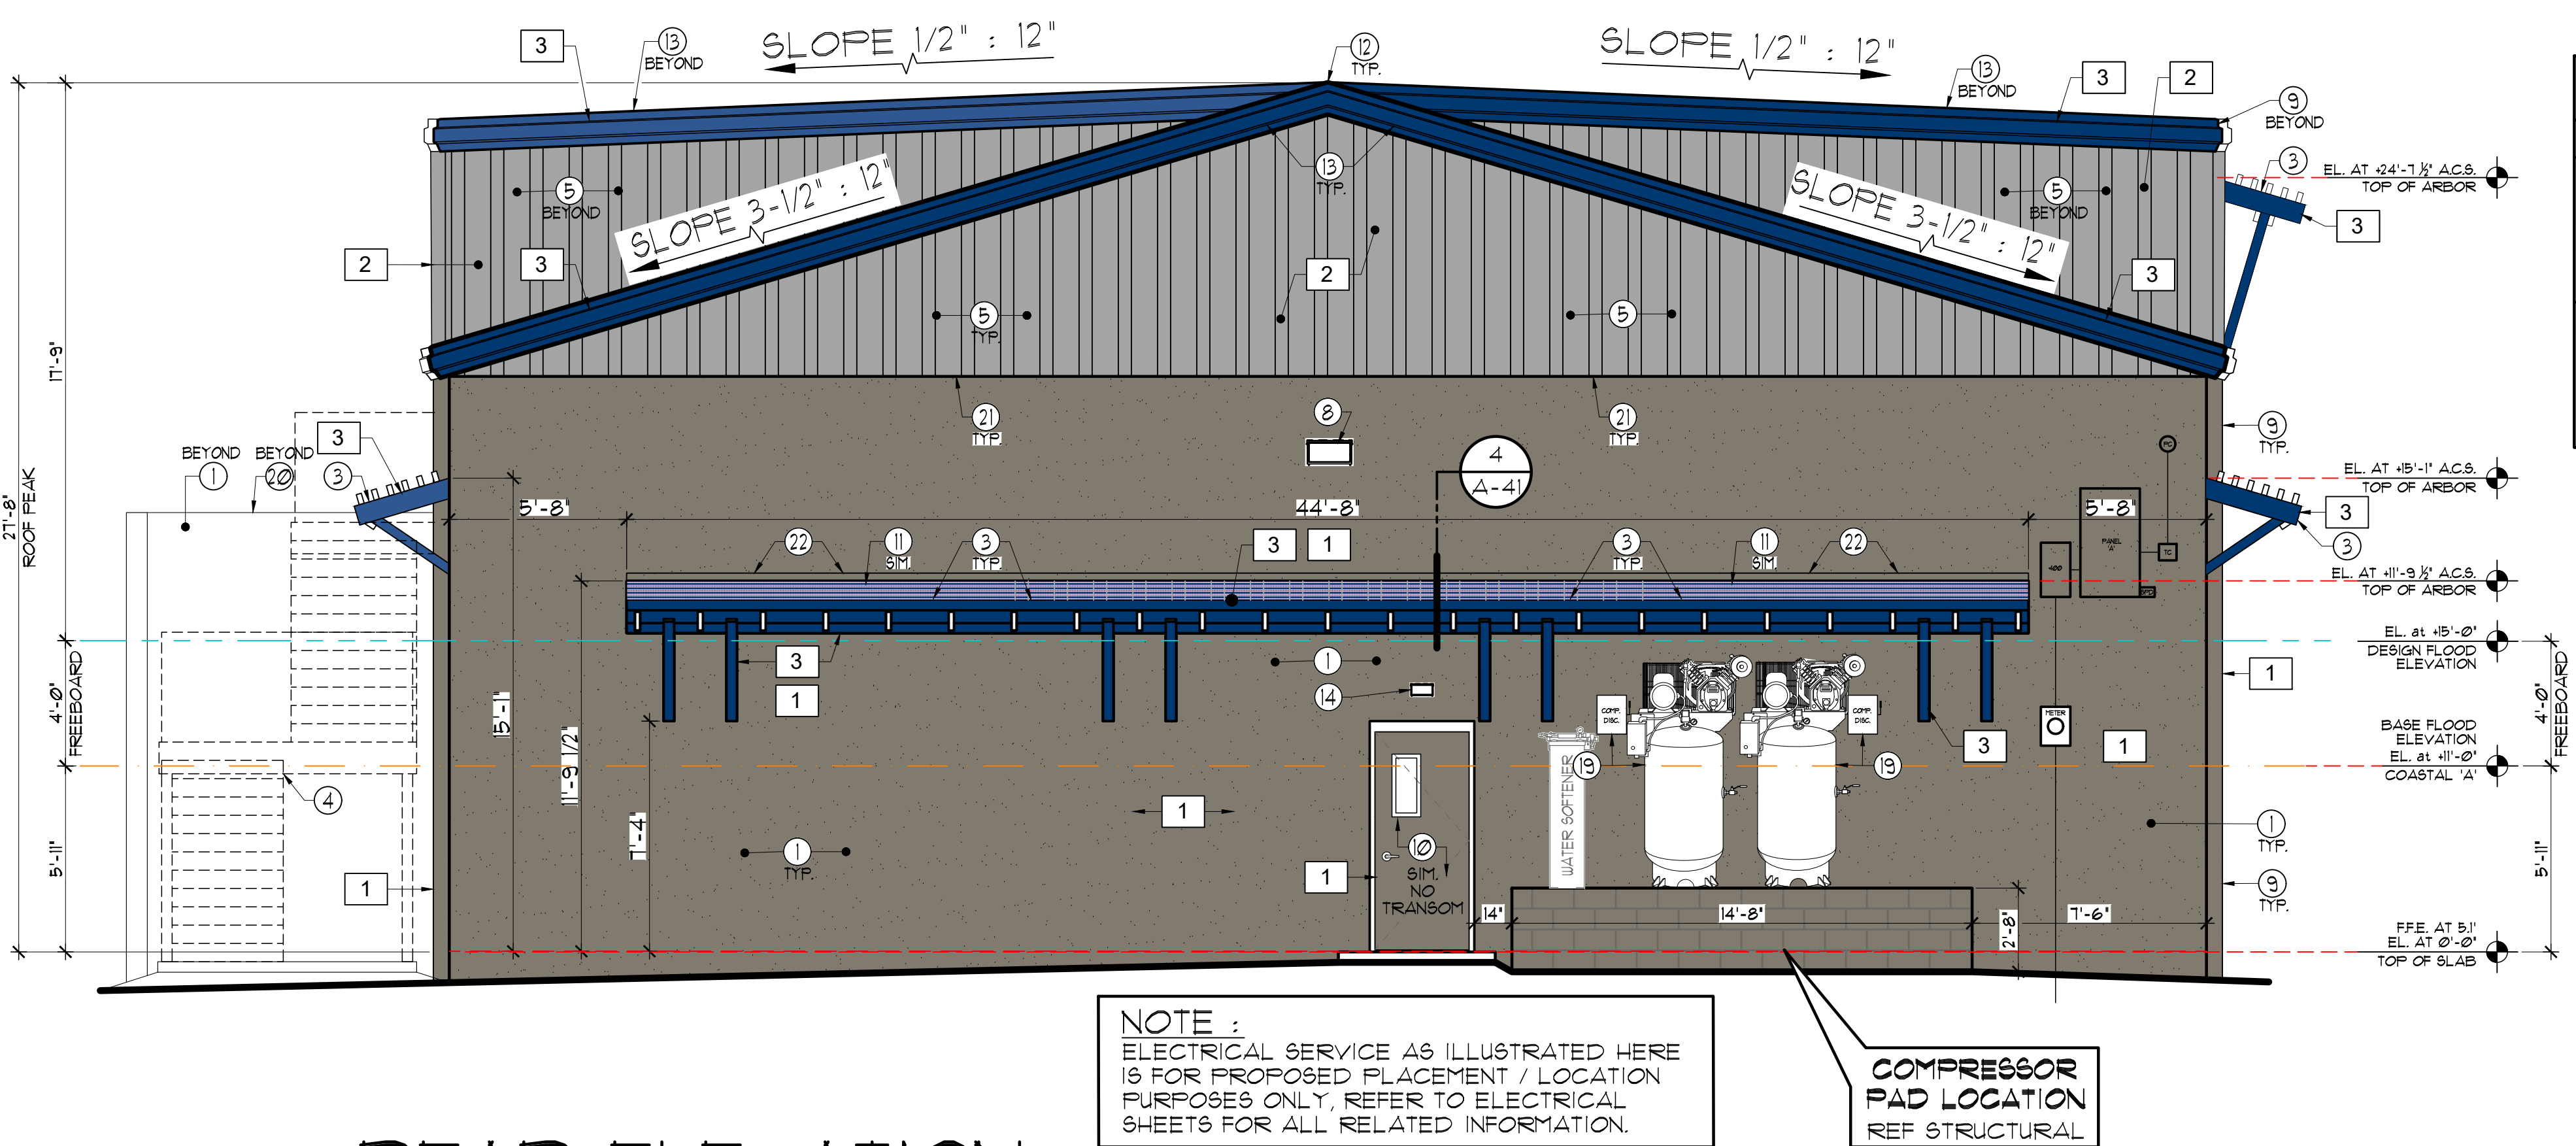 SLOPE 1/2" : 12"
SLOPE 1/2" : 12"
3
13
BEYOND
12
TYP.
13
BEYOND
3
2
9
BEYOND
3
EL. AT +24'-7 1/2" A.C.S.
TOP OF ARBOR
3
5
BEYOND
13
TYP.
5
BEYOND
SLOPE 3-1/2" : 12"
SLOPE 3-1/2" : 12"
2
3
2
3
5
TYP.
5
17'-9"
27'-8"
ROOF PEAK
21
TYP.
8
21
TYP.
9
TYP.
BEYOND
1
BEYOND
20
3
3
4
A-41
PC
EL. AT +15'-1" A.C.S.
TOP OF ARBOR
5'-8"
44'-8"
5'-8"
3
3
22
11
SIM.
3
TYP.
3
1
3
TYP.
11
SIM.
22
400
PANEL
'A'
TC
EL. AT +11'-9 1/2" A.C.S.
TOP OF ARBOR
EL. at +15'-0"
DESIGN FLOOD
ELEVATION
3
1
1
14
1
4'-0"
FREEBOARD
15'-1"
11'-9 1/2"
7'-4"
COMP.
DISC.
COMP.
DISC.
METER
3
1
BASE FLOOD
ELEVATION
EL. at +11'-0"
COASTAL 'A'
4'-0"
FREEBOARD
WATER SOFTENER
19
19
4
1
1
TYP.
10
SIM.
NO
TRANSOM
1
1
TYP.
5'-11"
1
5'-11"
9
TYP.
14"
14'-8"
2'-8"
7'-6"
F.F.E. AT 5.1'
EL. AT 0'-0"
TOP OF SLAB
NOTE :
ELECTRICAL SERVICE AS ILLUSTRATED HERE
IS FOR PROPOSED PLACEMENT / LOCATION
PURPOSES ONLY, REFER TO ELECTRICAL
SHEETS FOR ALL RELATED INFORMATION.
COMPRESSOR
PAD LOCATION
REF STRUCTURAL